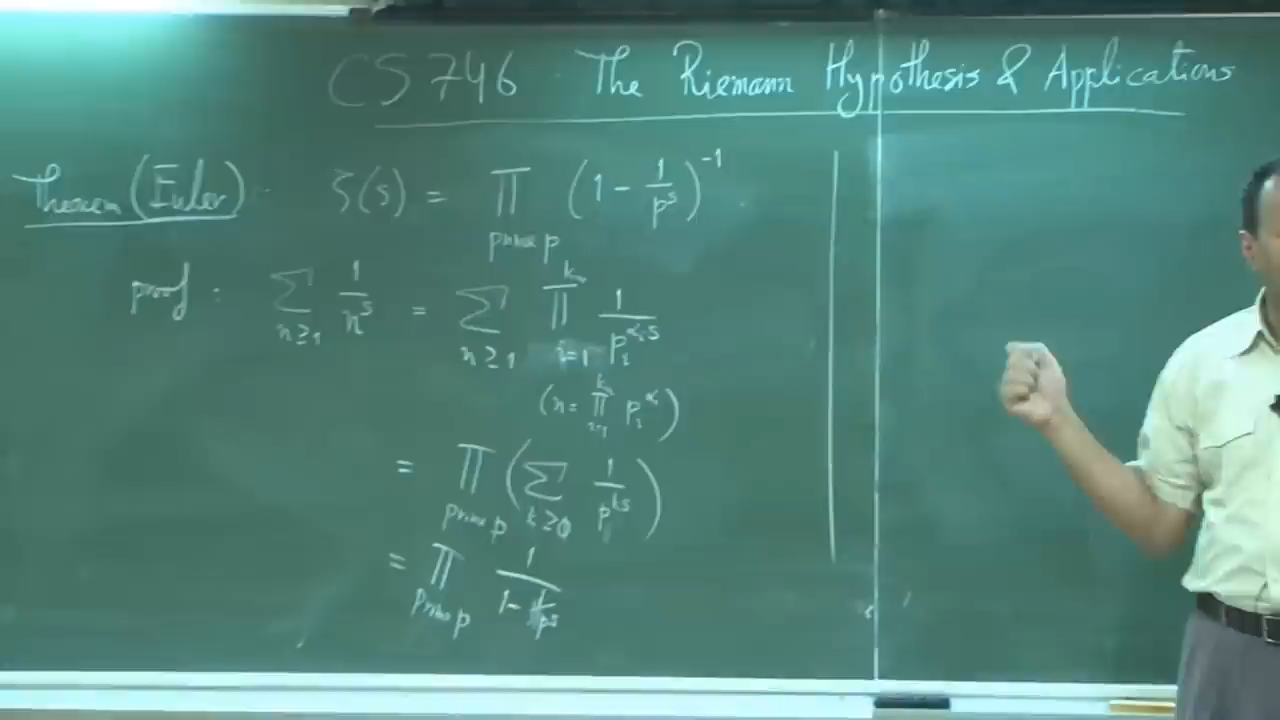 CS 746 . The Riemann Hypothesis & Applications
Theorem (Euler) - ζ(s) = ∏_{prime p} (1 - 1/p^s)^{-1} .
proof : ∑_{n≥1} 1/n^s = ∑_{n≥1} ∏_{i=1}^{k} 1/p_i^{α_i s}
(n = ∏_{i=1}^{k} p_i^{α_i})
= ∏_{prime p} (∑_{k≥0} 1/p^{ks})
= ∏_{prime p} 1/(1 - 1/p^s)